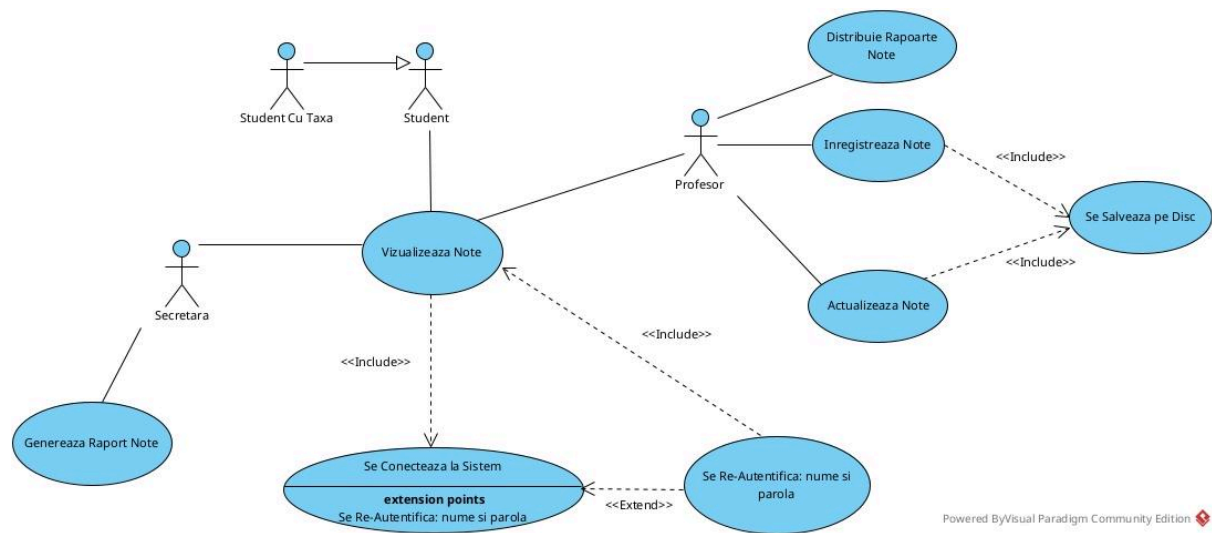 Distribuie Rapoarte
Note
Student Cu Taxa
Student
Inregistreaza Note
<<Include>>
Profesor
Se Salveaza pe Disc
Vizualizeaza Note
<<Include>>
Actualizeaza Note
Secretara
<<Include>>
<<Include>>
Genereaza Raport Note
Se Conecteaza la Sistem
extension points
Se Re-Autentifica: nume si parola
Se Re-Autentifica: nume si
parola
<<Extend>>
Powered ByVisual Paradigm Community Edition